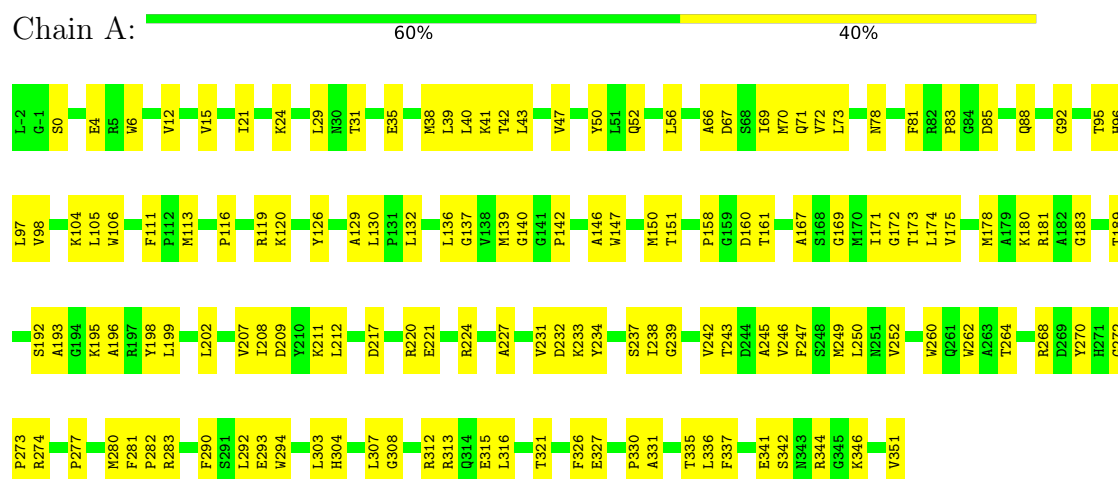 Chain A:
60% 40%
L-2 G-1 S0 E4 R5 W6 V12 V15 I21 K24 L29 N30 T31 E35 M38 L39 L40 K41 T42 L43 V47 Y50 L51 Q52 L56 A66 D67 S68 I69 M70 Q71 V72 L73 N78 F81 R82 P83 G84 D85 Q88 G92 T95 H96
L97 V98 K104 L105 W106 F111 P112 M113 P116 R119 K120 Y126 A129 L130 P131 L132 L136 G137 V138 M139 G140 G141 P142 A146 W147 M150 T151 P158 G159 D160 T161 A167 S168 G169 M170 I171 G172 T173 L174 V175 M178 A179 K180 R181 A182 G183 T189
S192 A193 G194 K195 A196 R197 Y198 L199 L202 V207 I208 D209 Y210 K211 L212 D217 R220 E221 R224 A227 V231 D232 K233 Y234 S237 I238 G239 V242 T243 D244 A245 V246 F247 S248 M249 L250 N251 V252 W260 Q261 W262 A263 T264 R268 D269 Y270 H271
P273 R274 P277 M280 F281 P282 R283 F290 S291 L292 E293 W294 L303 H304 L307 G308 R312 R313 Q314 E315 L316 T321 F326 E327 P330 A331 T335 L336 F337 E341 S342 N343 R344 G345 K346 V351